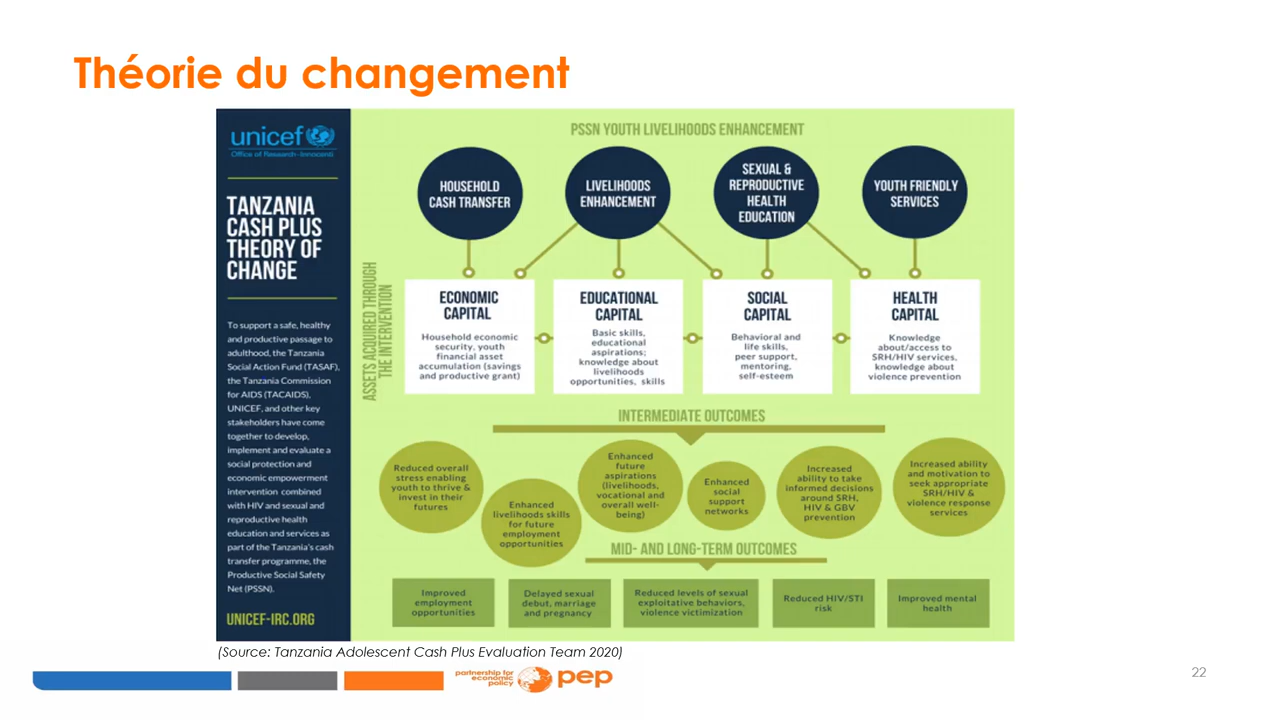 Théorie du changement
unicef
Office of Research-Innocenti
TANZANIA
CASH PLUS
THEORY OF
CHANGE
To support a safe, healthy
and productive passage to
adulthood, the Tanzania
Social Action Fund (TASAF),
the Tanzania Commission
for AIDS (TACAIDS),
UNICEF, and other key
stakeholders have come
together to develop,
implement and evaluate a
social protection and
economic empowerment
intervention combined
with HIV and sexual and
reproductive health
education and services as
part of the Tanzania's cash
transfer programme, the
Productive Social Safety
Net (PSSN).
UNICEF-IRC.ORG
PSSN YOUTH LIVELIHOODS ENHANCEMENT
HOUSEHOLD
CASH TRANSFER
LIVELIHOODS
ENHANCEMENT
SEXUAL &
REPRODUCTIVE
HEALTH
EDUCATION
YOUTH FRIENDLY
SERVICES
ASSETS ACQUIRED THROUGH
THE INTERVENTION
ECONOMIC
CAPITAL
Household economic
security, youth
financial asset
accumulation (savings
and productive grant)
EDUCATIONAL
CAPITAL
Basic skills,
educational
aspirations;
knowledge about
livelihoods
opportunities, skills
SOCIAL
CAPITAL
Behavioral and
life skills,
peer support,
mentoring,
self-esteem
HEALTH
CAPITAL
Knowledge
about/access to
SRH/HIV services,
knowledge about
violence prevention
INTERMEDIATE OUTCOMES
Reduced overall
stress enabling
youth to thrive &
invest in their
futures
Enhanced
livelihoods skills
for future
employment
opportunities
Enhanced
future
aspirations
(livelihoods,
vocational and
overall well-
being)
Enhanced
social
support
networks
Increased
ability to take
informed decisions
around SRH,
HIV & GBV
prevention
Increased ability
and motivation to
seek appropriate
SRH/HIV &
violence response
services
MID- AND LONG-TERM OUTCOMES
Improved
employment
opportunities
Delayed sexual
debut, marriage
and pregnancy
Reduced levels of sexual
exploitative behaviors,
violence victimization
Reduced HIV/STI
risk
Improved mental
health
(Source: Tanzania Adolescent Cash Plus Evaluation Team 2020)
partnership for
economic
policy
pep
22